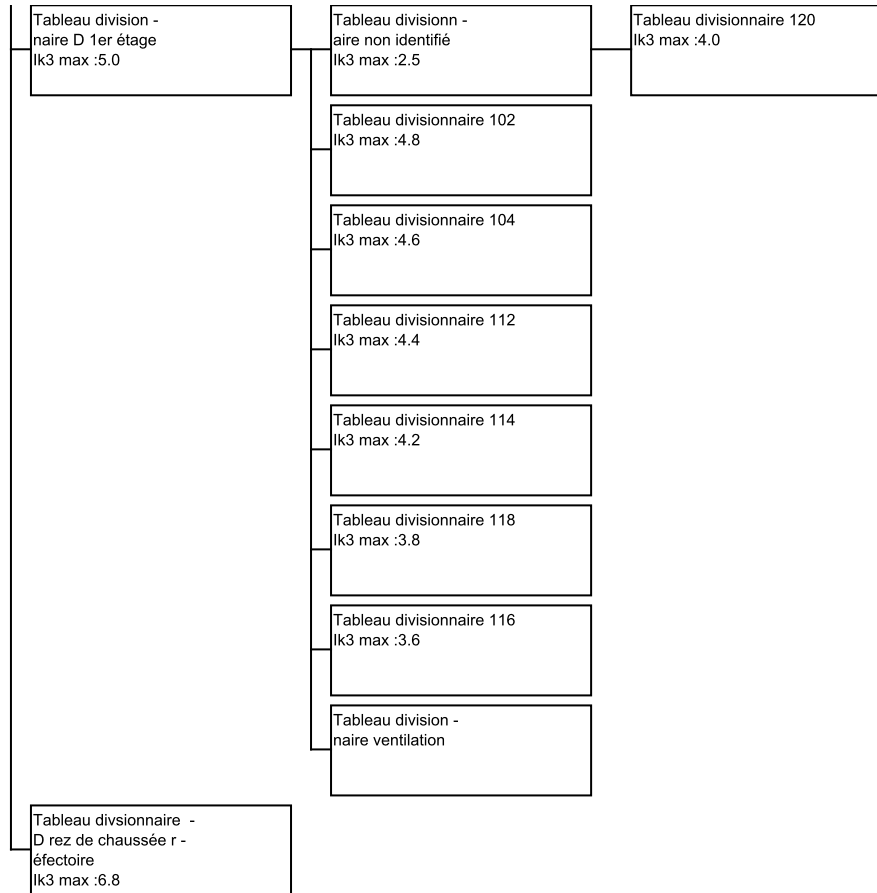 Tableau division -
naire D 1er étage
Ik3 max :5.0
Tableau divisionn -
aire non identifié
Ik3 max :2.5
Tableau divisionnaire 120
Ik3 max :4.0
Tableau divisionnaire 102
Ik3 max :4.8
Tableau divisionnaire 104
Ik3 max :4.6
Tableau divisionnaire 112
Ik3 max :4.4
Tableau divisionnaire 114
Ik3 max :4.2
Tableau divisionnaire 118
Ik3 max :3.8
Tableau divisionnaire 116
Ik3 max :3.6
Tableau division -
naire ventilation
Tableau divsionnaire  -
D rez de chaussée r -
éfectoire
Ik3 max :6.8